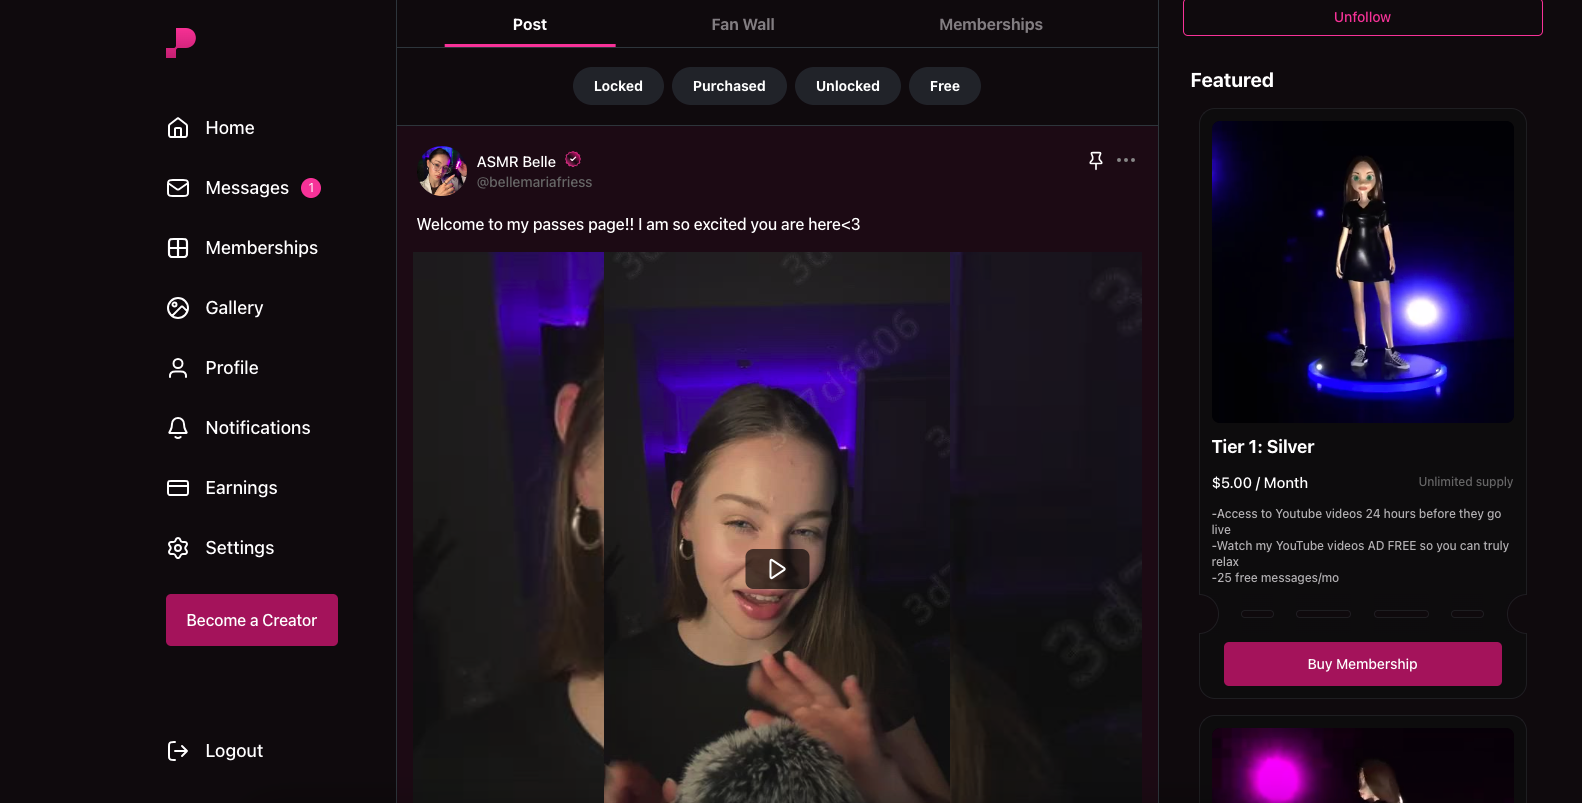 Home
Messages 1
Memberships
Gallery
Profile
Notifications
Earnings
Settings
Become a Creator
Logout
Post Fan Wall Memberships
Locked Purchased Unlocked Free
ASMR Belle
@bellemariafriess
Welcome to my passes page!! I am so excited you are here<3
Unfollow
Featured
Tier 1: Silver
$5.00 / Month Unlimited supply
-Access to Youtube videos 24 hours before they go
live
-Watch my YouTube videos AD FREE so you can truly
relax
-25 free messages/mo
Buy Membership